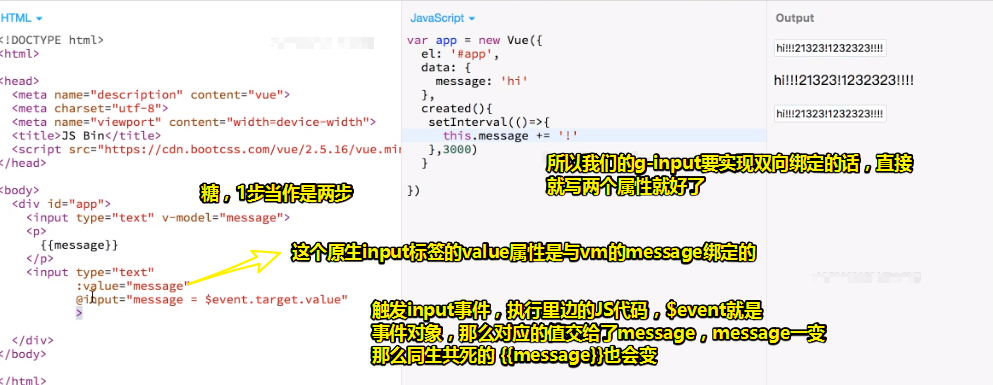 HTML
JavaScript
Output
<!DOCTYPE html>
<html>
<head>
<meta name="description" content="vue">
<meta charset="utf-8">
<meta name="viewport" content="width=device-width">
<title>JS Bin</title>
<script src="https://cdn.bootcss.com/vue/2.5.16/vue.mi
</head>
<body>
<div id="app">
<input type="text" v-model="message">
<p>
{{message}}
</p>
<input type="text"
:value="message"
@input="message = $event.target.value"
>
</div>
</body>
</html>
糖，1步当作是两步
这个原生input标签的value属性是与vm的message绑定的
触发input事件，执行里边的JS代码，$event就是
事件对象，那么对应的值交给了message，message一变
那么同生共死的 {{message}}也会变
var app = new Vue({
el: '#app',
data: {
message: 'hi'
},
created(){
setInterval(()=>{
this.message += '!'
},3000)
}
})
所以我们的g-input要实现双向绑定的话，直接
就写两个属性就好了
hi!!!21323!1232323!!!!
hi!!!21323!1232323!!!!
hi!!!21323!1232323!!!!